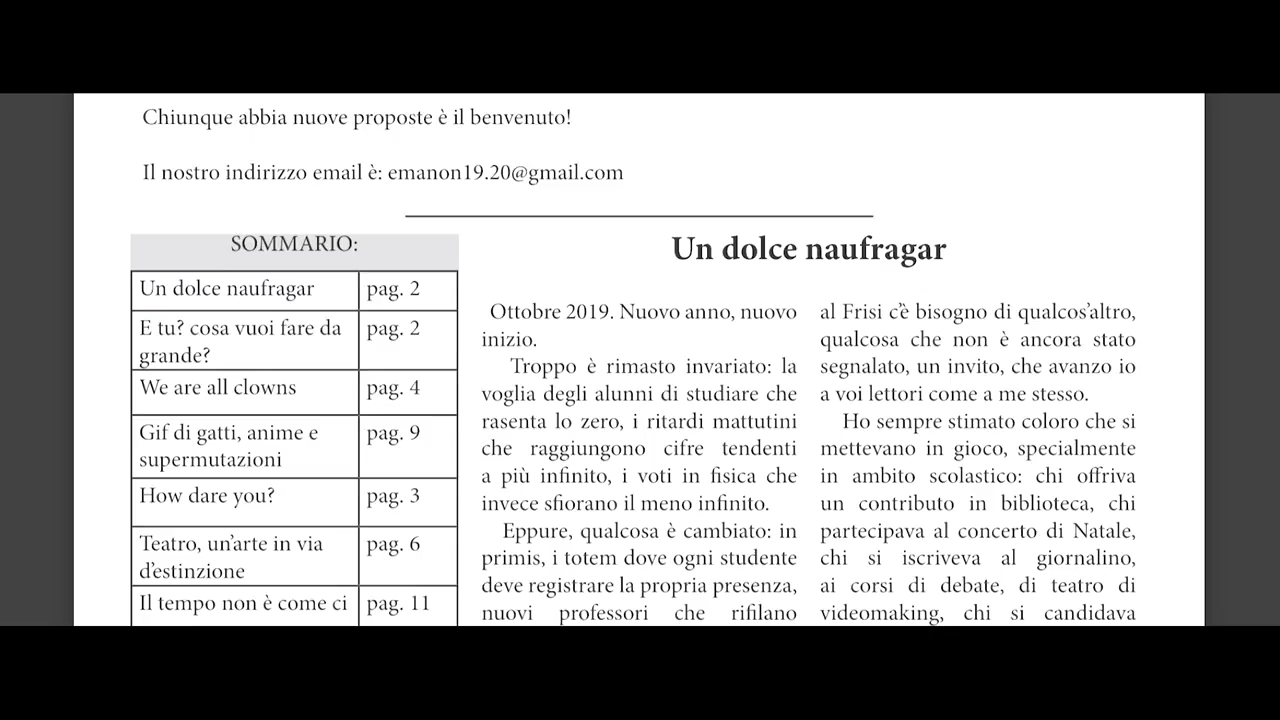 Chiunque abbia nuove proposte è il benvenuto!
Il nostro indirizzo email è: emanon19.20@gmail.com
SOMMARIO:
Un dolce naufragar pag. 2
E tu? cosa vuoi fare da pag. 2
grande?
We are all clowns pag. 4
Gif di gatti, anime e pag. 9
supermutazioni
How dare you? pag. 3
Teatro, un'arte in via pag. 6
d'estinzione
Il tempo non è come ci pag. 11
Un dolce naufragar
Ottobre 2019. Nuovo anno, nuovo
inizio.
Troppo è rimasto invariato: la
voglia degli alunni di studiare che
rasenta lo zero, i ritardi mattutini
che raggiungono cifre tendenti
a più infinito, i voti in fisica che
invece sfiorano il meno infinito.
Eppure, qualcosa è cambiato: in
primis, i totem dove ogni studente
deve registrare la propria presenza,
nuovi professori che rifilano
al Frisi c'è bisogno di qualcos'altro,
qualcosa che non è ancora stato
segnalato, un invito, che avanzo io
a voi lettori come a me stesso.
Ho sempre stimato coloro che si
mettevano in gioco, specialmente
in ambito scolastico: chi offriva
un contributo in biblioteca, chi
partecipava al concerto di Natale,
chi si iscriveva al giornalino,
ai corsi di debate, di teatro di
videomaking, chi si candidava